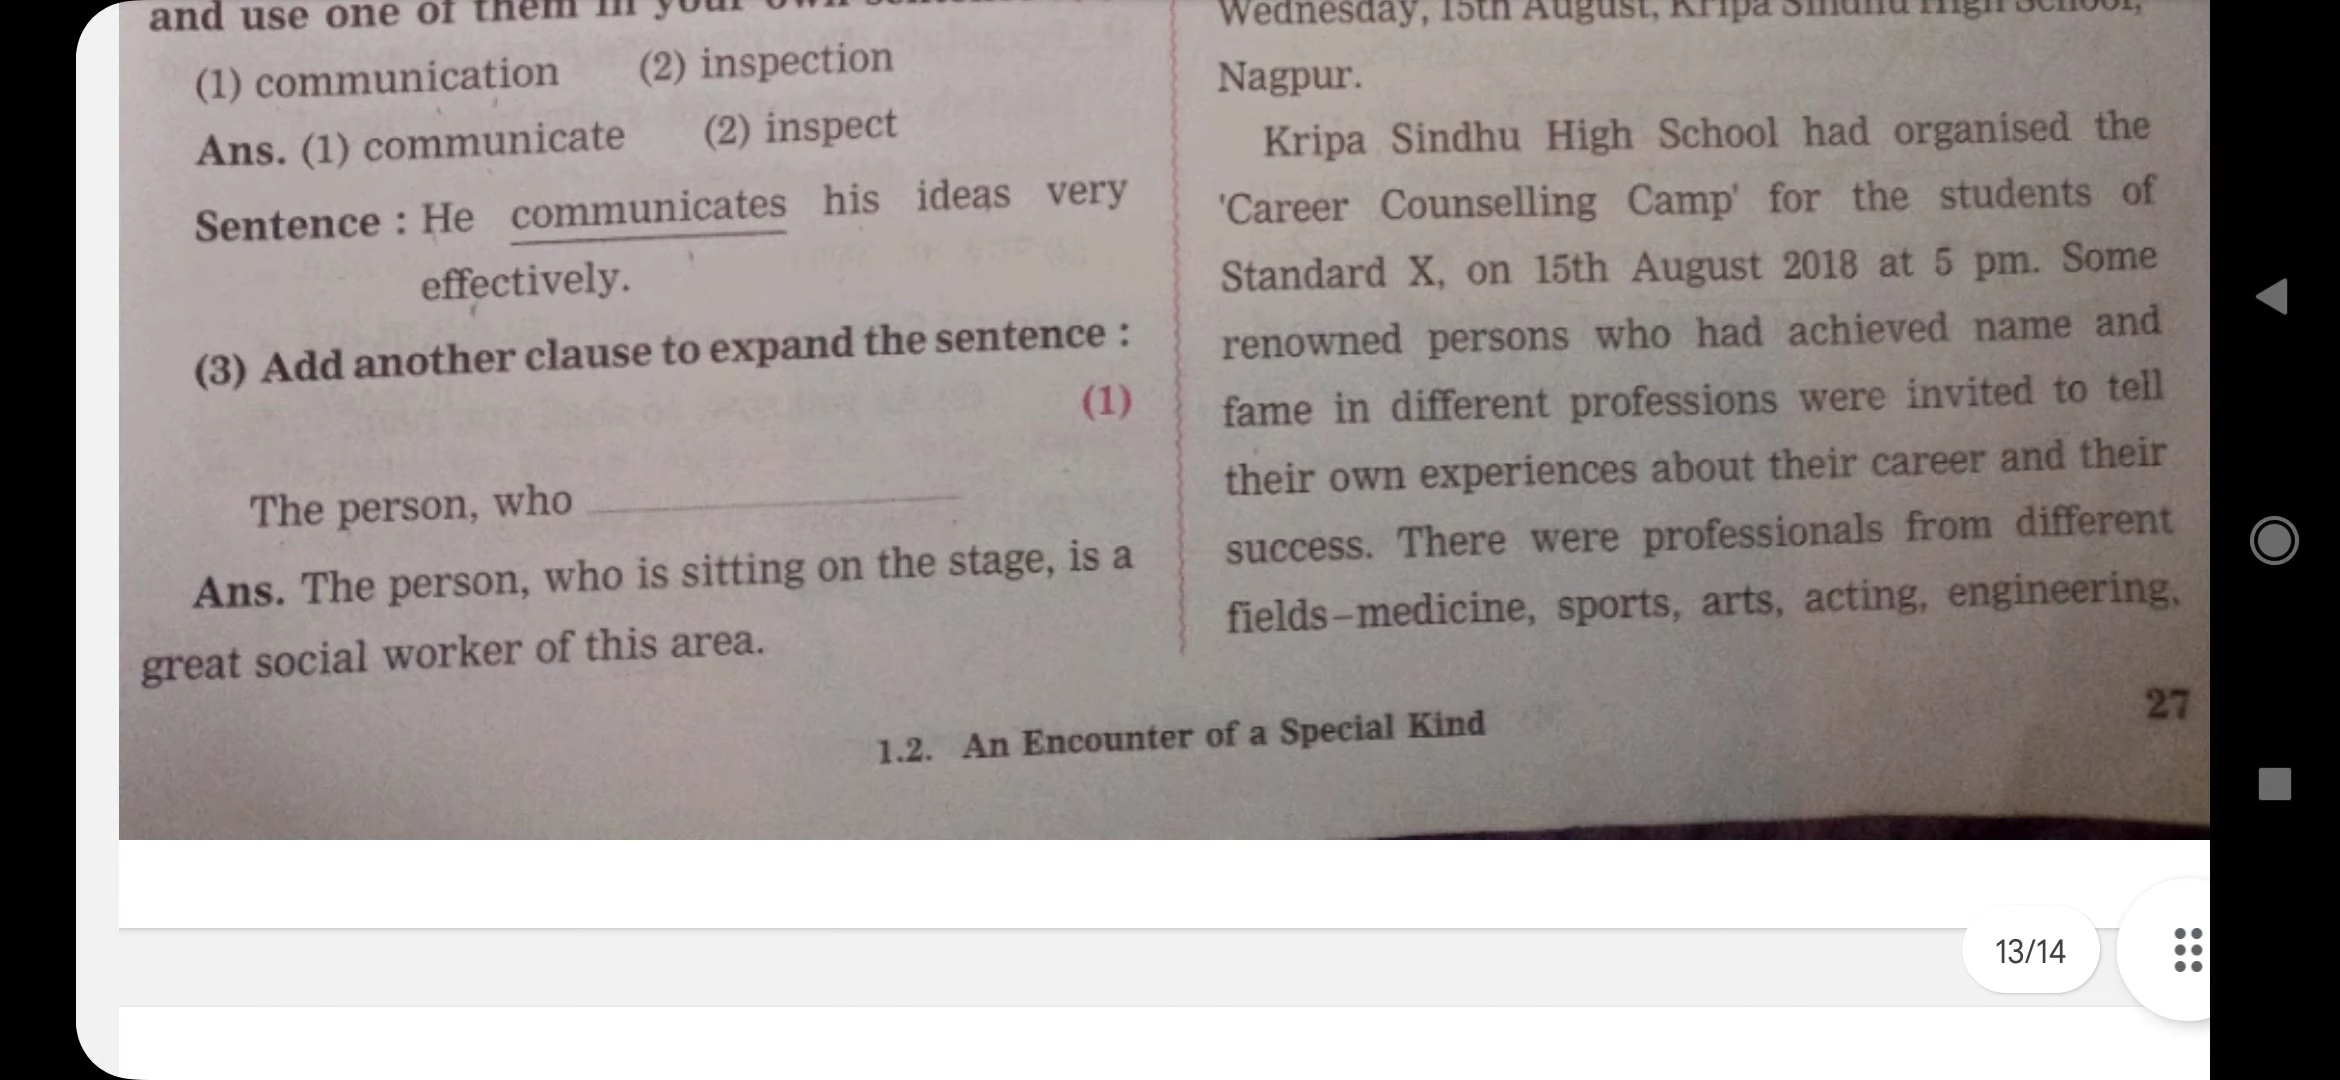 and use one of them in your own
(1) communication (2) inspection
Ans. (1) communicate (2) inspect
Sentence : He communicates his ideas very
effectively.
(3) Add another clause to expand the sentence :
(1)
The person, who
Ans. The person, who is sitting on the stage, is a
great social worker of this area.
Wednesday, 15th August, Kripa Sindhu High School,
Nagpur.
Kripa Sindhu High School had organised the
'Career Counselling Camp' for the students of
Standard X, on 15th August 2018 at 5 pm. Some
renowned persons who had achieved name and
fame in different professions were invited to tell
their own experiences about their career and their
success. There were professionals from different
fields–medicine, sports, arts, acting, engineering,
27
1.2. An Encounter of a Special Kind
13/14